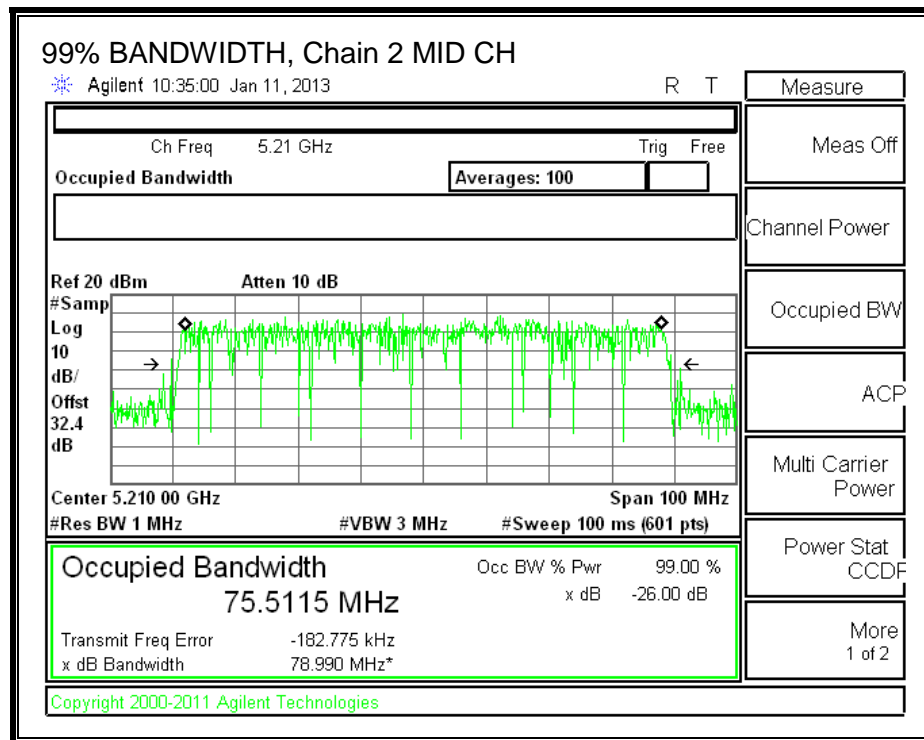 99% BANDWIDTH, Chain 2 MID CH
Agilent 10:35:00 Jan 11, 2013 R T
Measure
Ch Freq 5.21 GHz Trig Free
Meas Off
Occupied Bandwidth Averages: 100
Channel Power
Ref 20 dBm Atten 10 dB
#Samp
Log
10
dB/
Offst
32.4
dB
Occupied BW
ACP
Center 5.210 00 GHz Span 100 MHz
#Res BW 1 MHz #VBW 3 MHz #Sweep 100 ms (601 pts)
Multi Carrier
Power
Occupied Bandwidth Occ BW % Pwr 99.00 %
75.5115 MHz x dB -26.00 dB
Transmit Freq Error -182.775 kHz
x dB Bandwidth 78.990 MHz*
Power Stat
CCDF
More
1 of 2
Copyright 2000-2011 Agilent Technologies